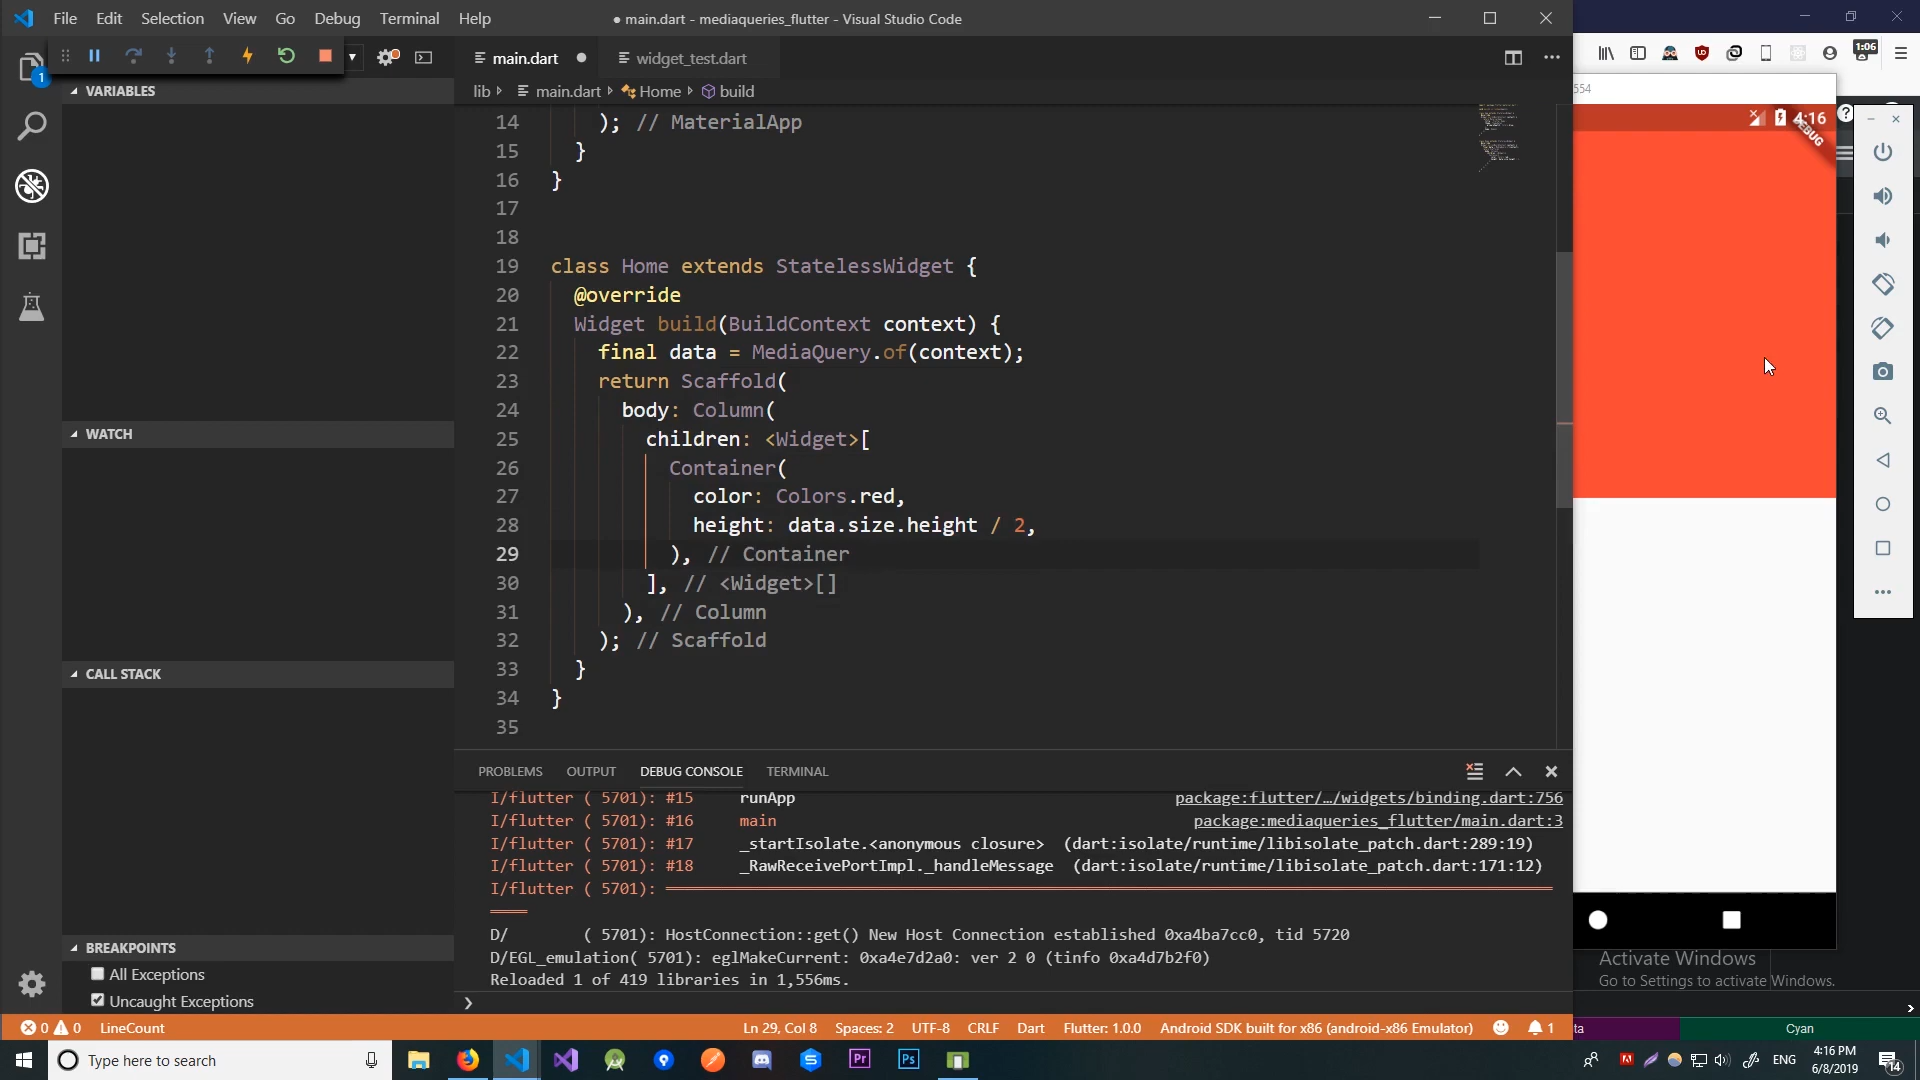 File Edit Selection View Go Debug Terminal Help
● main.dart - mediaqueries_flutter - Visual Studio Code
1:06
main.dart
widget_test.dart
554
1
VARIABLES
lib
main.dart
Home
build
14 ); // MaterialApp
15 }
16 }
17
18
19 class Home extends StatelessWidget {
20 @override
21 Widget build(BuildContext context) {
22 final data = MediaQuery.of(context);
23 return Scaffold(
24 body: Column(
25 children: <Widget>[
26 Container(
27 color: Colors.red,
28 height: data.size.height / 2,
29 ), // Container
30 ], // <Widget>[]
31 ), // Column
32 ); // Scaffold
33 }
34 }
35
4:16
DEBUG
WATCH
CALL STACK
BREAKPOINTS
All Exceptions
Uncaught Exceptions
PROBLEMS OUTPUT DEBUG CONSOLE TERMINAL
I/flutter ( 5701): #15 runApp package:flutter/…/widgets/binding.dart:756
I/flutter ( 5701): #16 main package:mediaqueries_flutter/main.dart:3
I/flutter ( 5701): #17 _startIsolate.<anonymous closure> (dart:isolate/runtime/libisolate_patch.dart:289:19)
I/flutter ( 5701): #18 _RawReceivePortImpl._handleMessage (dart:isolate/runtime/libisolate_patch.dart:171:12)
I/flutter ( 5701): ════════════════════════════════════════
D/ ( 5701): HostConnection::get() New Host Connection established 0xa4ba7cc0, tid 5720
D/EGL_emulation( 5701): eglMakeCurrent: 0xa4e7d2a0: ver 2 0 (tinfo 0xa4d7b2f0)
Reloaded 1 of 419 libraries in 1,556ms.
Activate Windows
Go to Settings to activate Windows.
0 0 LineCount
Ln 29, Col 8 Spaces: 2 UTF-8 CRLF Dart Flutter: 1.0.0 Android SDK built for x86 (android-x86 Emulator) 1
ta
Cyan
Type here to search
Pr
Ps
ENG
4:16 PM
6/8/2019
14